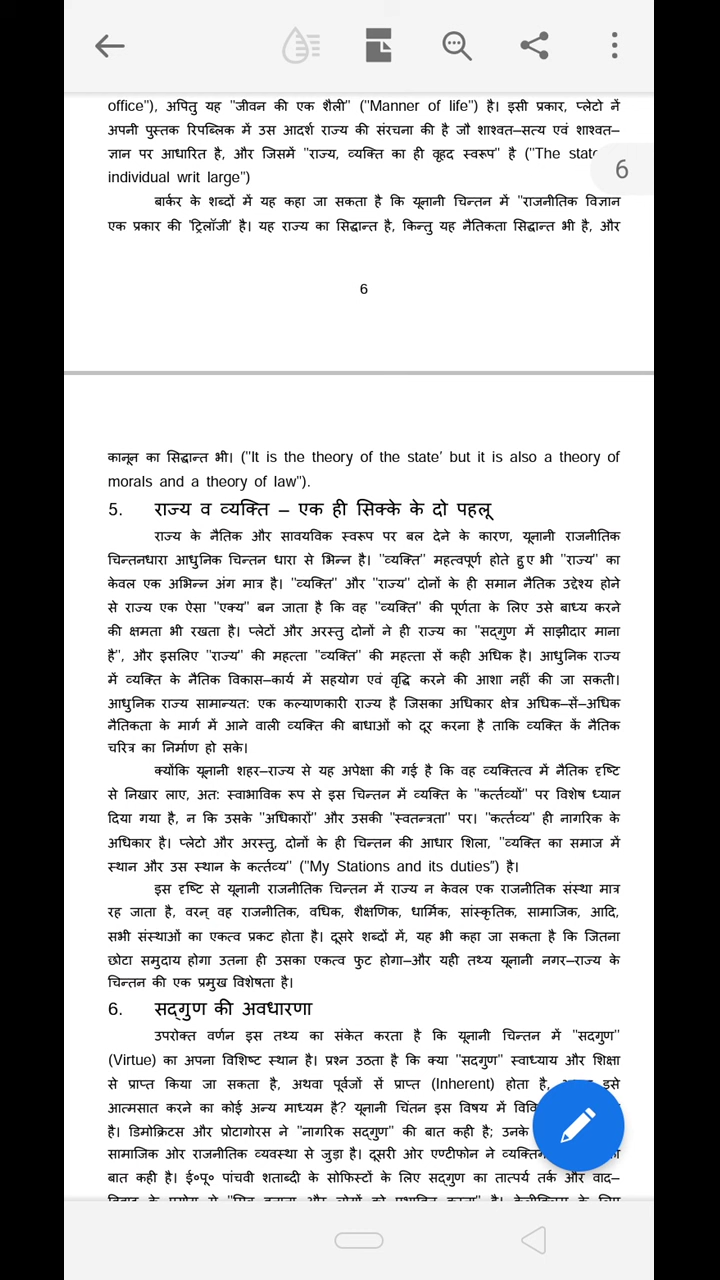 office"), अपितु यह "जीवन की एक शैली" ("Manner of life") है। इसी प्रकार, प्लेटो नें
अपनी पुस्तक रिपब्लिक में उस आदर्श राज्य की संरचना की है जौ शाश्वत–सत्य एवं शाश्वत–
ज्ञान पर आधारित है, और जिसमें "राज्य, व्यक्ति का ही वृहद स्वरूप" है ("The state
6
individual writ large")
बार्कर के शब्दों में यह कहा जा सकता है कि यूनानी चिन्तन में "राजनीतिक विज्ञान
एक प्रकार की 'ट्रिलॉजी' है। यह राज्य का सिद्धान्त है, किन्तु यह नैतिकता सिद्धान्त भी है, और
6
कानून का सिद्धान्त भी। ("It is the theory of the state' but it is also a theory of
morals and a theory of law").
5. राज्य व व्यक्ति – एक ही सिक्के के दो पहलू
राज्य के नैतिक और सावयविक स्वरूप पर बल देने के कारण, यूनानी राजनीतिक
चिन्तनधारा आधुनिक चिन्तन धारा से भिन्न है। "व्यक्ति" महत्वपूर्ण होते हुए भी "राज्य" का
केवल एक अभिन्न अंग मात्र है। "व्यक्ति" और "राज्य" दोनों के ही समान नैतिक उद्देश्य होने
से राज्य एक ऐसा "एक्य" बन जाता है कि वह "व्यक्ति" की पूर्णता के लिए उसे बाध्य करने
की क्षमता भी रखता है। प्लेटों और अरस्तु दोनों ने ही राज्य का "सद्गुण में साझीदार माना
है", और इसलिए "राज्य" की महत्ता "व्यक्ति" की महत्ता सें कही अधिक है। आधुनिक राज्य
में व्यक्ति के नैतिक विकास–कार्य में सहयोग एवं वृद्धि करने की आशा नहीं की जा सकती।
आधुनिक राज्य सामान्यत: एक कल्याणकारी राज्य है जिसका अधिकार क्षेत्र अधिक–सें–अधिक
नैतिकता के मार्ग में आने वाली व्यक्ति की बाधाओं को दूर करना है ताकि व्यक्ति कें नैतिक
चरित्र का निर्माण हो सके।
क्योंकि यूनानी शहर–राज्य से यह अपेक्षा की गई है कि वह व्यक्तित्व में नैतिक दृष्टि
से निखार लाए, अत: स्वाभाविक रूप से इस चिन्तन में व्यक्ति के "कर्त्तव्यों" पर विशेष ध्यान
दिया गया है, न कि उसके "अधिकारों" और उसकी "स्वतन्त्रता" पर। "कर्त्तव्य" ही नागरिक के
अधिकार है। प्लेटो और अरस्तु, दोनों के ही चिन्तन की आधार शिला, "व्यक्ति का समाज में
स्थान और उस स्थान के कर्त्तव्य" ("My Stations and its duties") है।
इस दृष्टि से यूनानी राजनीतिक चिन्तन में राज्य न केवल एक राजनीतिक संस्था मात्र
रह जाता है, वरन् वह राजनीतिक, वधिक, शैक्षणिक, धार्मिक, सांस्कृतिक, सामाजिक, आदि,
सभी संस्थाओं का एकत्व प्रकट होता है। दूसरे शब्दों में, यह भी कहा जा सकता है कि जितना
छोटा समुदाय होगा उतना ही उसका एकत्व फुट होगा–और यही तथ्य यूनानी नगर–राज्य के
चिन्तन की एक प्रमुख विशेषता है।
6. सद्गुण की अवधारणा
उपरोक्त वर्णन इस तथ्य का संकेत करता है कि यूनानी चिन्तन में "सदगुण"
(Virtue) का अपना विशिष्ट स्थान है। प्रश्न उठता है कि क्या "सदगुण" स्वाध्याय और शिक्षा
से प्राप्त किया जा सकता है, अथवा पूर्वजों सें प्राप्त (Inherent) होता है, इसे
आत्मसात करने का कोई अन्य माध्यम है? यूनानी चिंतन इस विषय में
है। डिमोक्रिटस और प्रोटागोरस ने "नागरिक सद्गुण" की बात कही है; उनके
सामाजिक ओर राजनीतिक व्यवस्था से जुडा है। दूसरी ओर एण्टीफोन ने
बात कही है। ई०पू० पांचवी शताब्दी के सोफिस्टों के लिए सद्गुण का तात्पर्य तर्क और वाद–